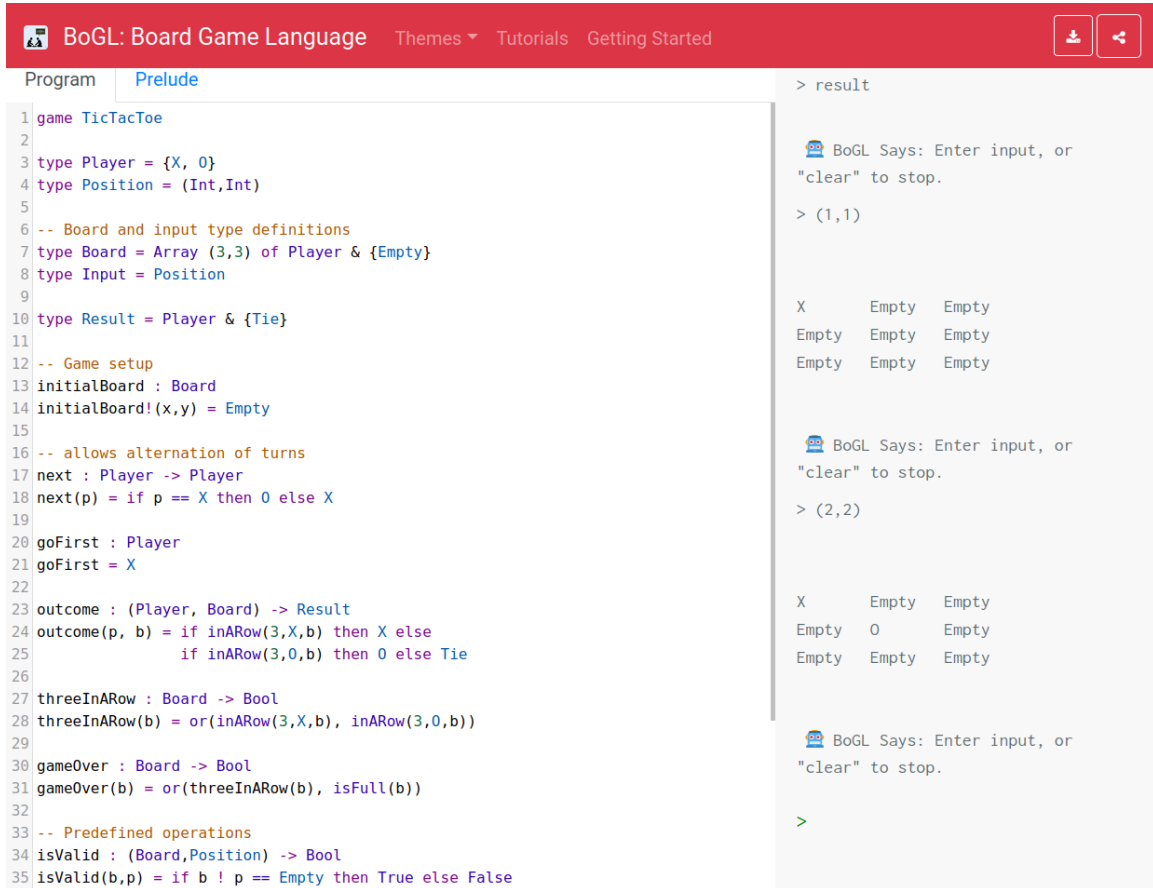 BoGL: Board Game Language Themes Tutorials Getting Started
Program Prelude
1 game TicTacToe
2
3 type Player = {X, O}
4 type Position = (Int,Int)
5
6 -- Board and input type definitions
7 type Board = Array (3,3) of Player & {Empty}
8 type Input = Position
9
10 type Result = Player & {Tie}
11
12 -- Game setup
13 initialBoard : Board
14 initialBoard!(x,y) = Empty
15
16 -- allows alternation of turns
17 next : Player -> Player
18 next(p) = if p == X then O else X
19
20 goFirst : Player
21 goFirst = X
22
23 outcome : (Player, Board) -> Result
24 outcome(p, b) = if inARow(3,X,b) then X else
25 if inARow(3,O,b) then O else Tie
26
27 threeInARow : Board -> Bool
28 threeInARow(b) = or(inARow(3,X,b), inARow(3,O,b))
29
30 gameOver : Board -> Bool
31 gameOver(b) = or(threeInARow(b), isFull(b))
32
33 -- Predefined operations
34 isValid : (Board,Position) -> Bool
35 isValid(b,p) = if b ! p == Empty then True else False
> result
BoGL Says: Enter input, or
"clear" to stop.
> (1,1)
X Empty Empty
Empty Empty Empty
Empty Empty Empty
BoGL Says: Enter input, or
"clear" to stop.
> (2,2)
X Empty Empty
Empty O Empty
Empty Empty Empty
BoGL Says: Enter input, or
"clear" to stop.
>